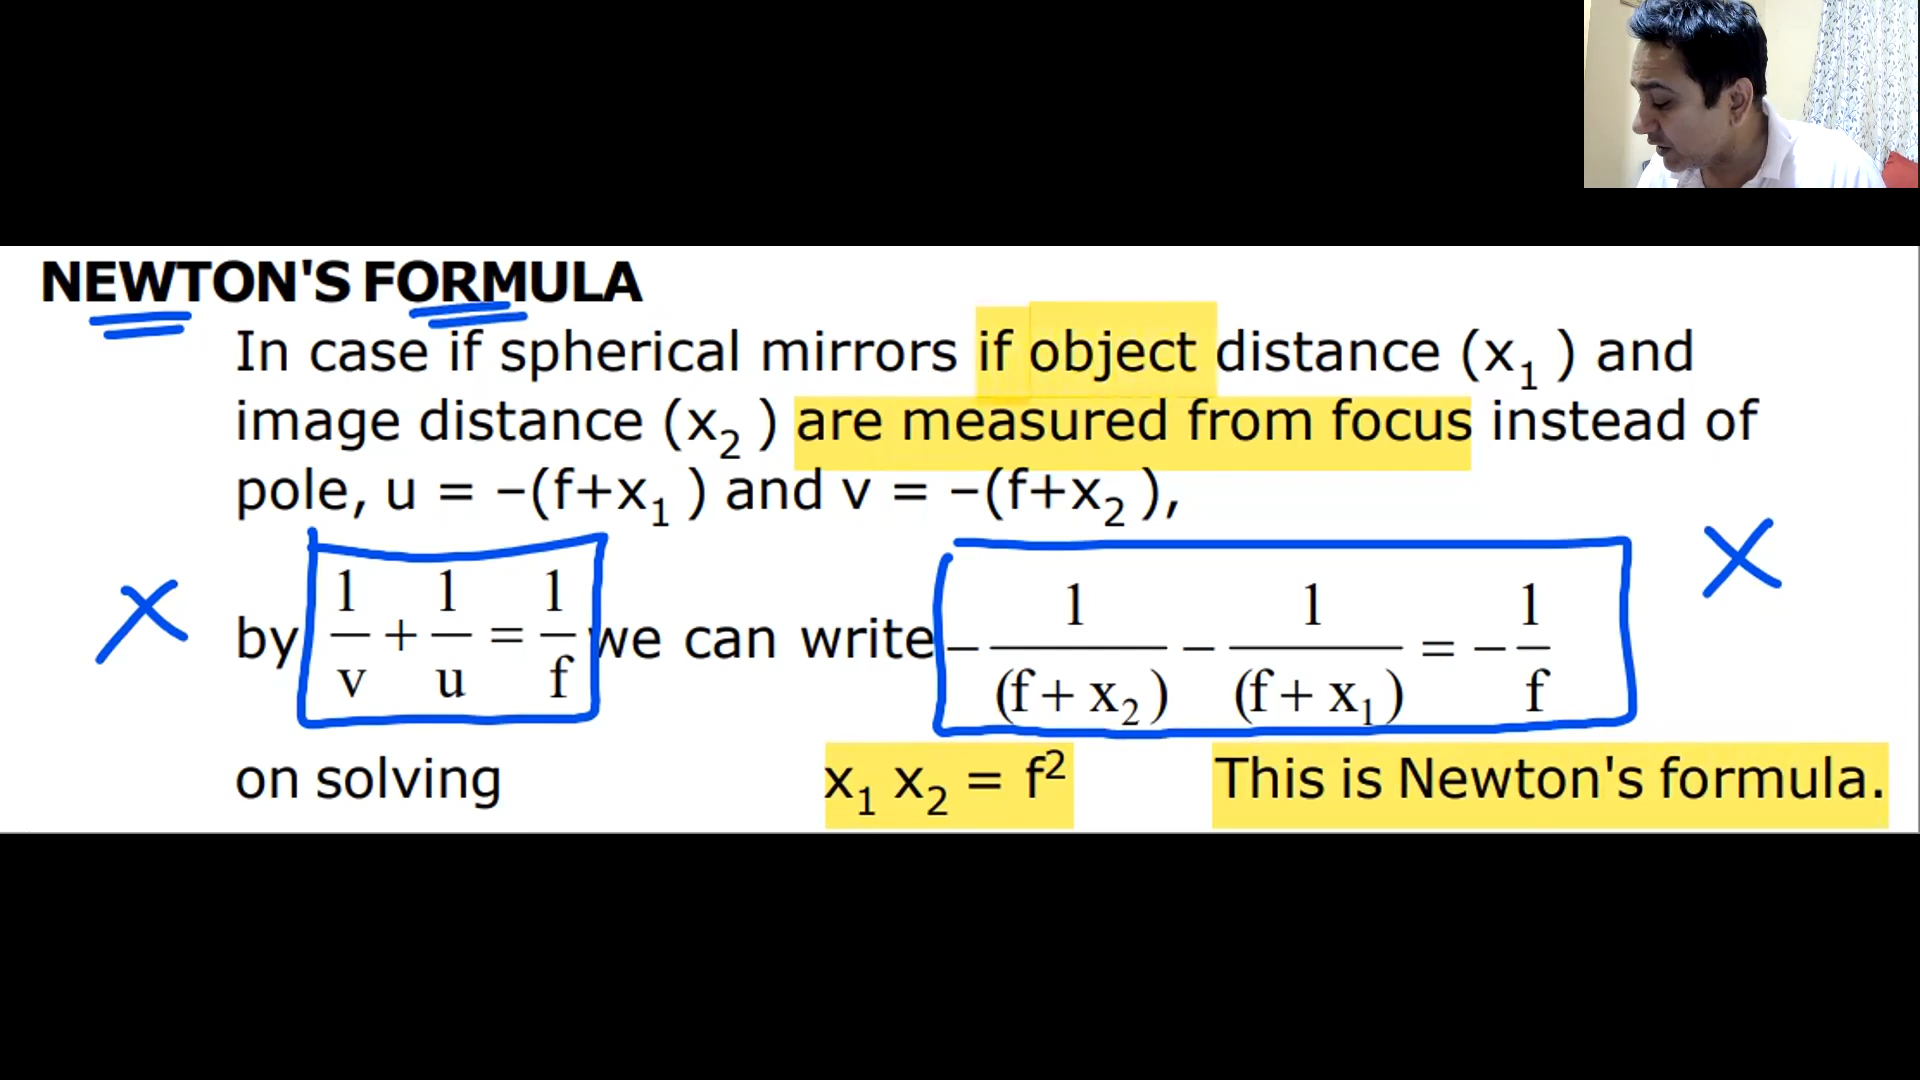 NEWTON'S FORMULA
In case if spherical mirrors if object distance (x₁ ) and
image distance (x₂ ) are measured from focus instead of
pole, u = –(f+x₁ ) and v = –(f+x₂ ),
by 1/v + 1/u = 1/f we can write – 1/(f + x₂) – 1/(f + x₁) = – 1/f
on solving x₁ x₂ = f² This is Newton's formula.